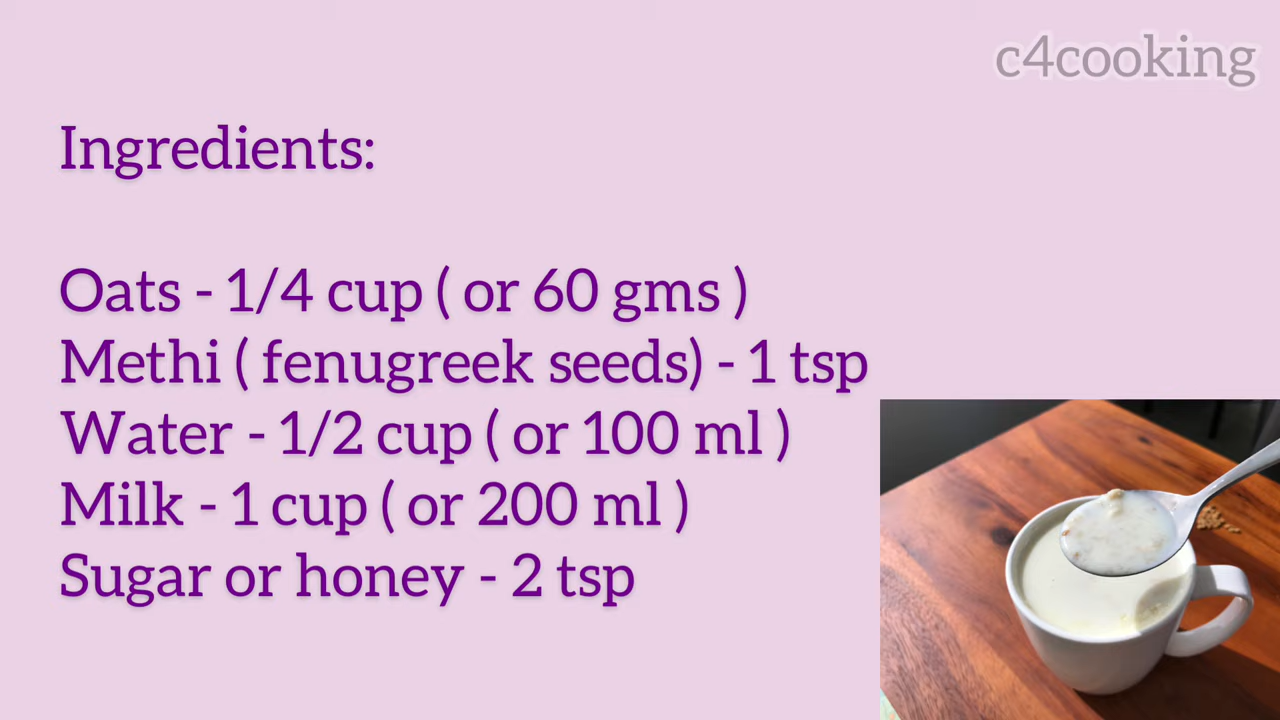 c4cooking
Ingredients:
Oats - 1/4 cup ( or 60 gms )
Methi ( fenugreek seeds) - 1 tsp
Water - 1/2 cup ( or 100 ml )
Milk - 1 cup ( or 200 ml )
Sugar or honey - 2 tsp